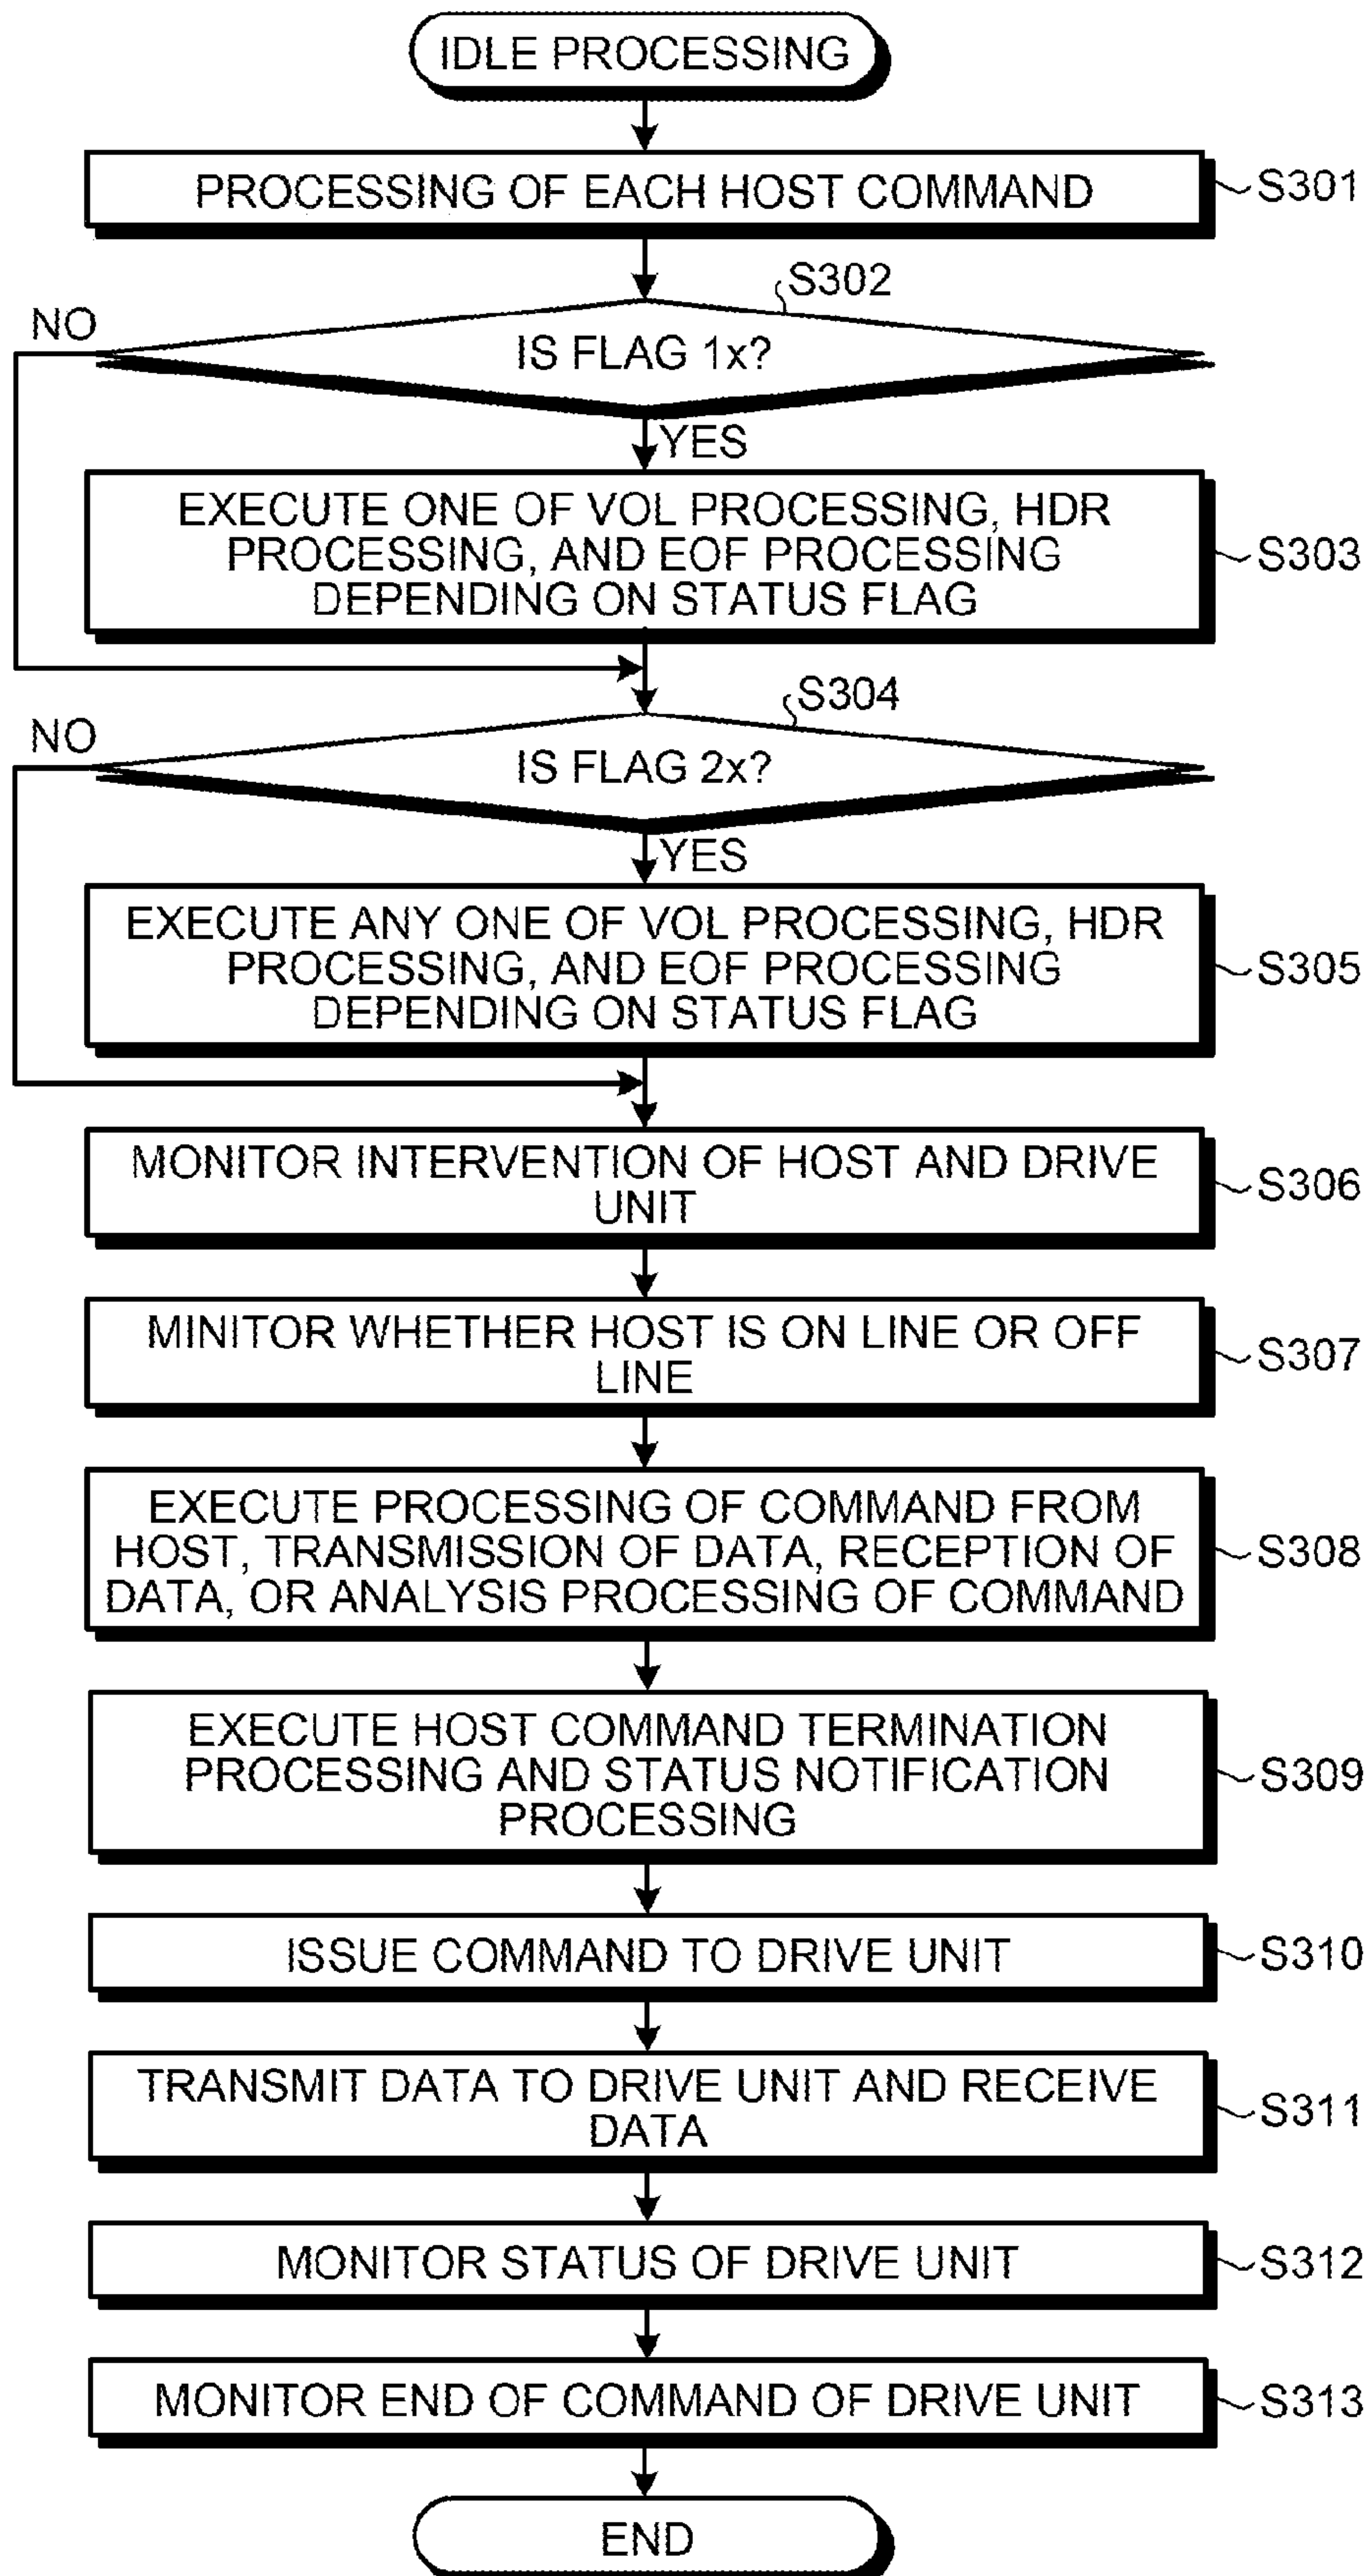 IDLE PROCESSING
PROCESSING OF EACH HOST COMMAND
S301
S302
NO
IS FLAG 1x?
YES
EXECUTE ONE OF VOL PROCESSING, HDR
PROCESSING, AND EOF PROCESSING
DEPENDING ON STATUS FLAG
S303
S304
NO
IS FLAG 2x?
YES
EXECUTE ANY ONE OF VOL PROCESSING, HDR
PROCESSING, AND EOF PROCESSING
DEPENDING ON STATUS FLAG
S305
MONITOR INTERVENTION OF HOST AND DRIVE
UNIT
S306
MINITOR WHETHER HOST IS ON LINE OR OFF
LINE
S307
EXECUTE PROCESSING OF COMMAND FROM
HOST, TRANSMISSION OF DATA, RECEPTION OF
DATA, OR ANALYSIS PROCESSING OF COMMAND
S308
EXECUTE HOST COMMAND TERMINATION
PROCESSING AND STATUS NOTIFICATION
PROCESSING
S309
ISSUE COMMAND TO DRIVE UNIT
S310
TRANSMIT DATA TO DRIVE UNIT AND RECEIVE
DATA
S311
MONITOR STATUS OF DRIVE UNIT
S312
MONITOR END OF COMMAND OF DRIVE UNIT
S313
END